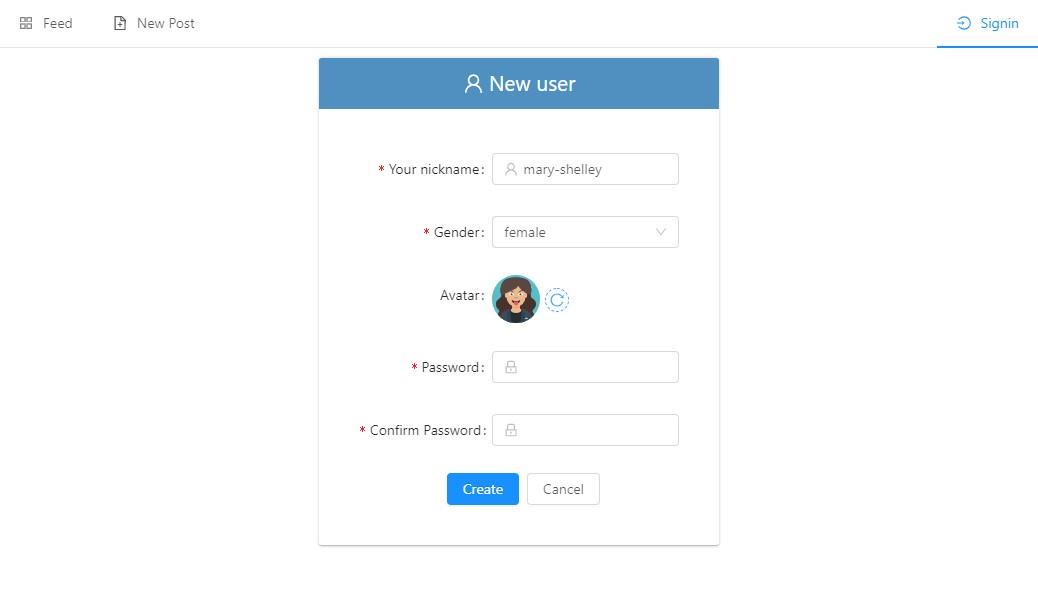 Feed New Post Signin
New user
* Your nickname: mary-shelley
* Gender: female
Avatar:
* Password:
* Confirm Password:
Create Cancel